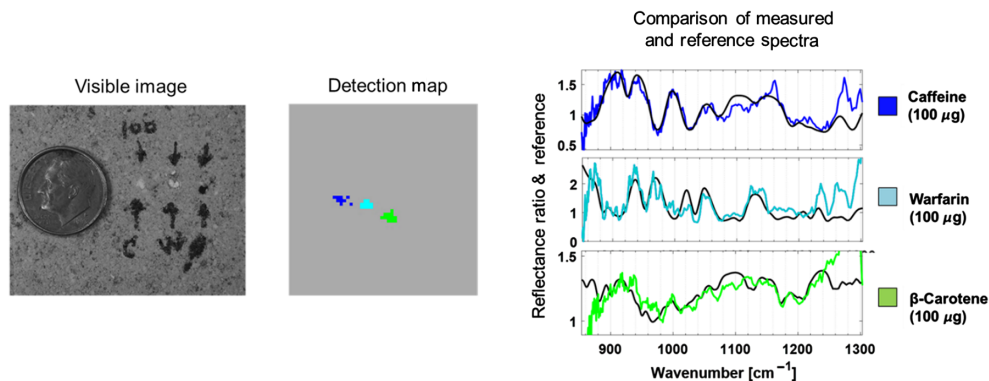 Comparison of measured
and reference spectra
Visible image
Detection map
100
Reflectance ratio & reference
1.5
1
0.5
Caffeine
(100 μg)
2
1
0
Warfarin
(100 μg)
1.5
1
β-Carotene
(100 μg)
900 1000 1100 1200 1300
Wavenumber [cm⁻¹]